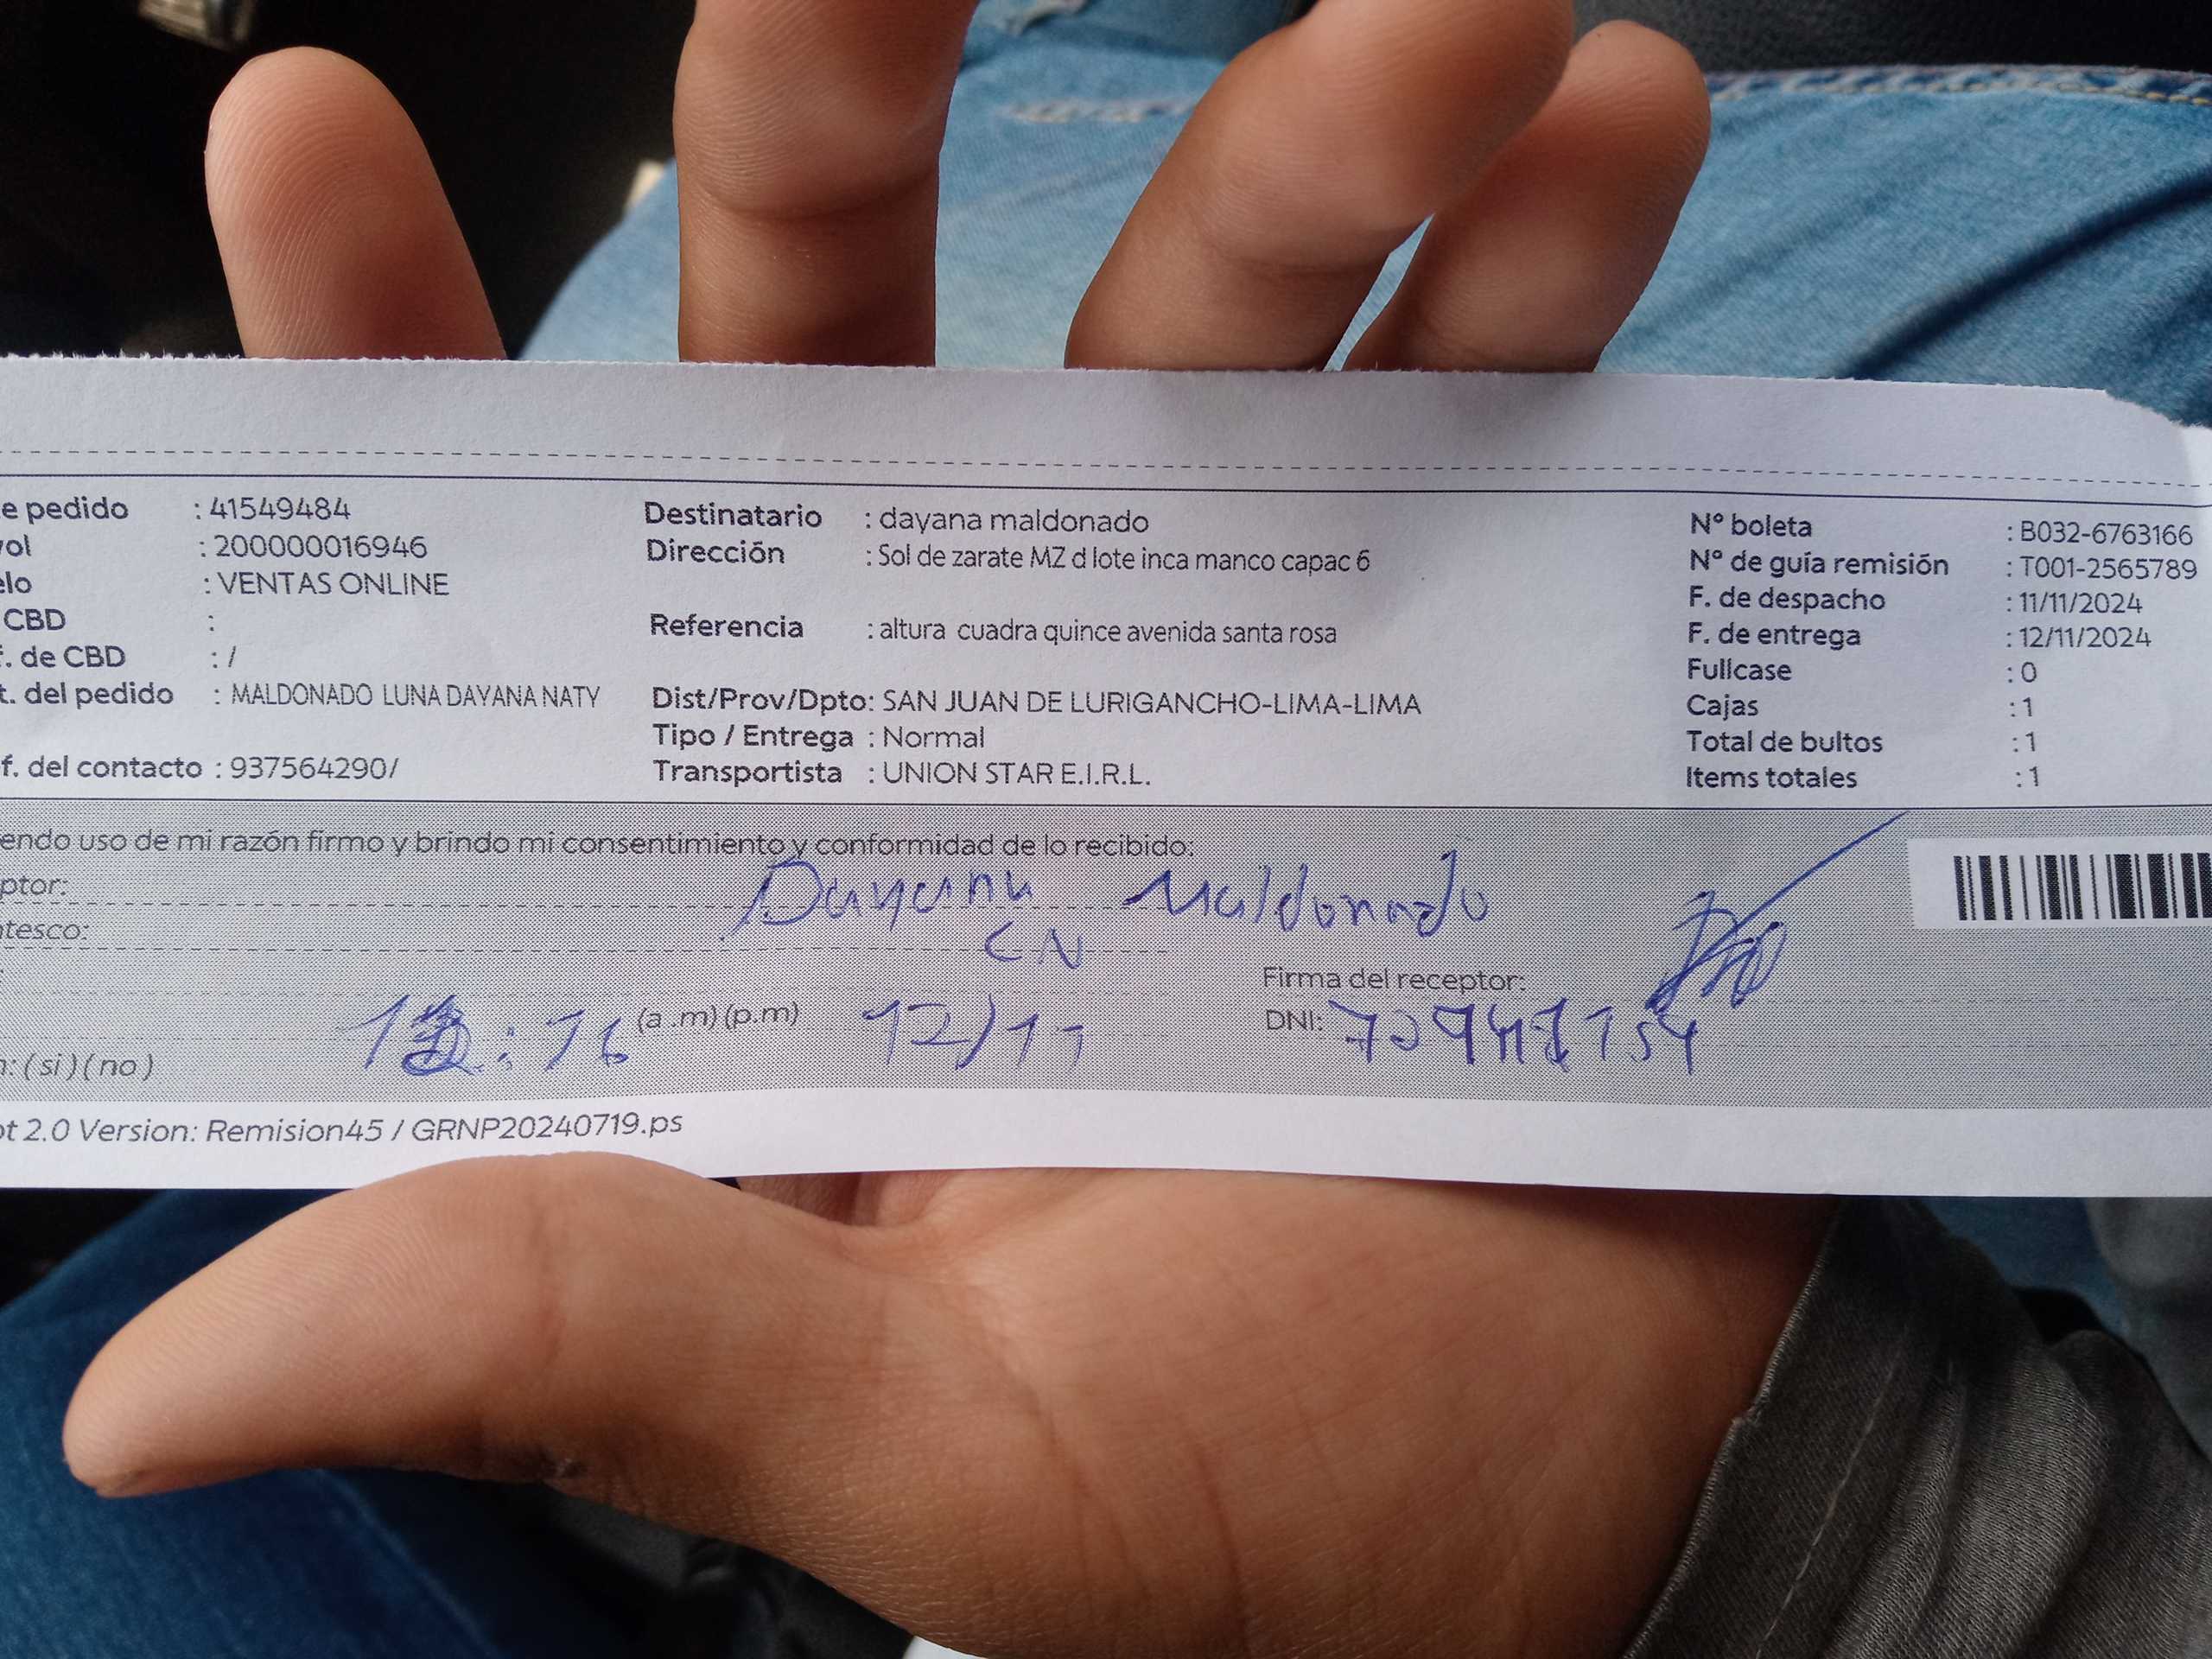 e pedido : 41549484
ol : 200000016946
elo : VENTAS ONLINE
CBD :
f. de CBD : /
t. del pedido : MALDONADO LUNA DAYANA NATY
f. del contacto : 937564290/
Destinatario : dayana maldonado
Dirección : Sol de zarate MZ d lote inca manco capac 6
Referencia : altura cuadra quince avenida santa rosa
Dist/Prov/Dpto: SAN JUAN DE LURIGANCHO-LIMA-LIMA
Tipo / Entrega : Normal
Transportista : UNION STAR E.I.R.L.
N° boleta : B032-6763166
N° de guía remisión : T001-2565789
F. de despacho : 11/11/2024
F. de entrega : 12/11/2024
Fullcase : 0
Cajas : 1
Total de bultos : 1
Items totales : 1
endo uso de mi razón firmo y brindo mi consentimiento y conformidad de lo recibido:
ptor: Dayana Maldonado
tesco: CN
Firma del receptor:
(a .m) (p.m) 12/11
DNI:
n: (si) (no)
ot 2.0 Version: Remision45 / GRNP20240719.ps